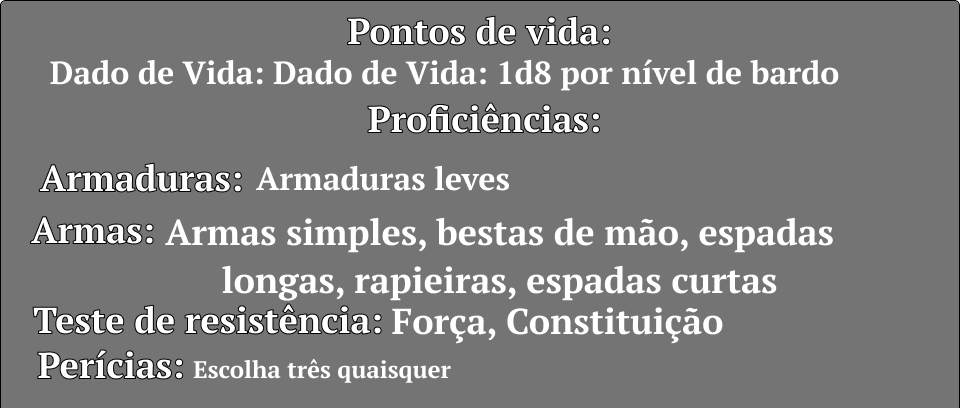 Pontos de vida:
Dado de Vida: Dado de Vida: 1d8 por nível de bardo
Proficiências:
Armaduras: Armaduras leves
Armas: Armas simples, bestas de mão, espadas
longas, rapieiras, espadas curtas
Teste de resistência: Força, Constituição
Perícias: Escolha três quaisquer